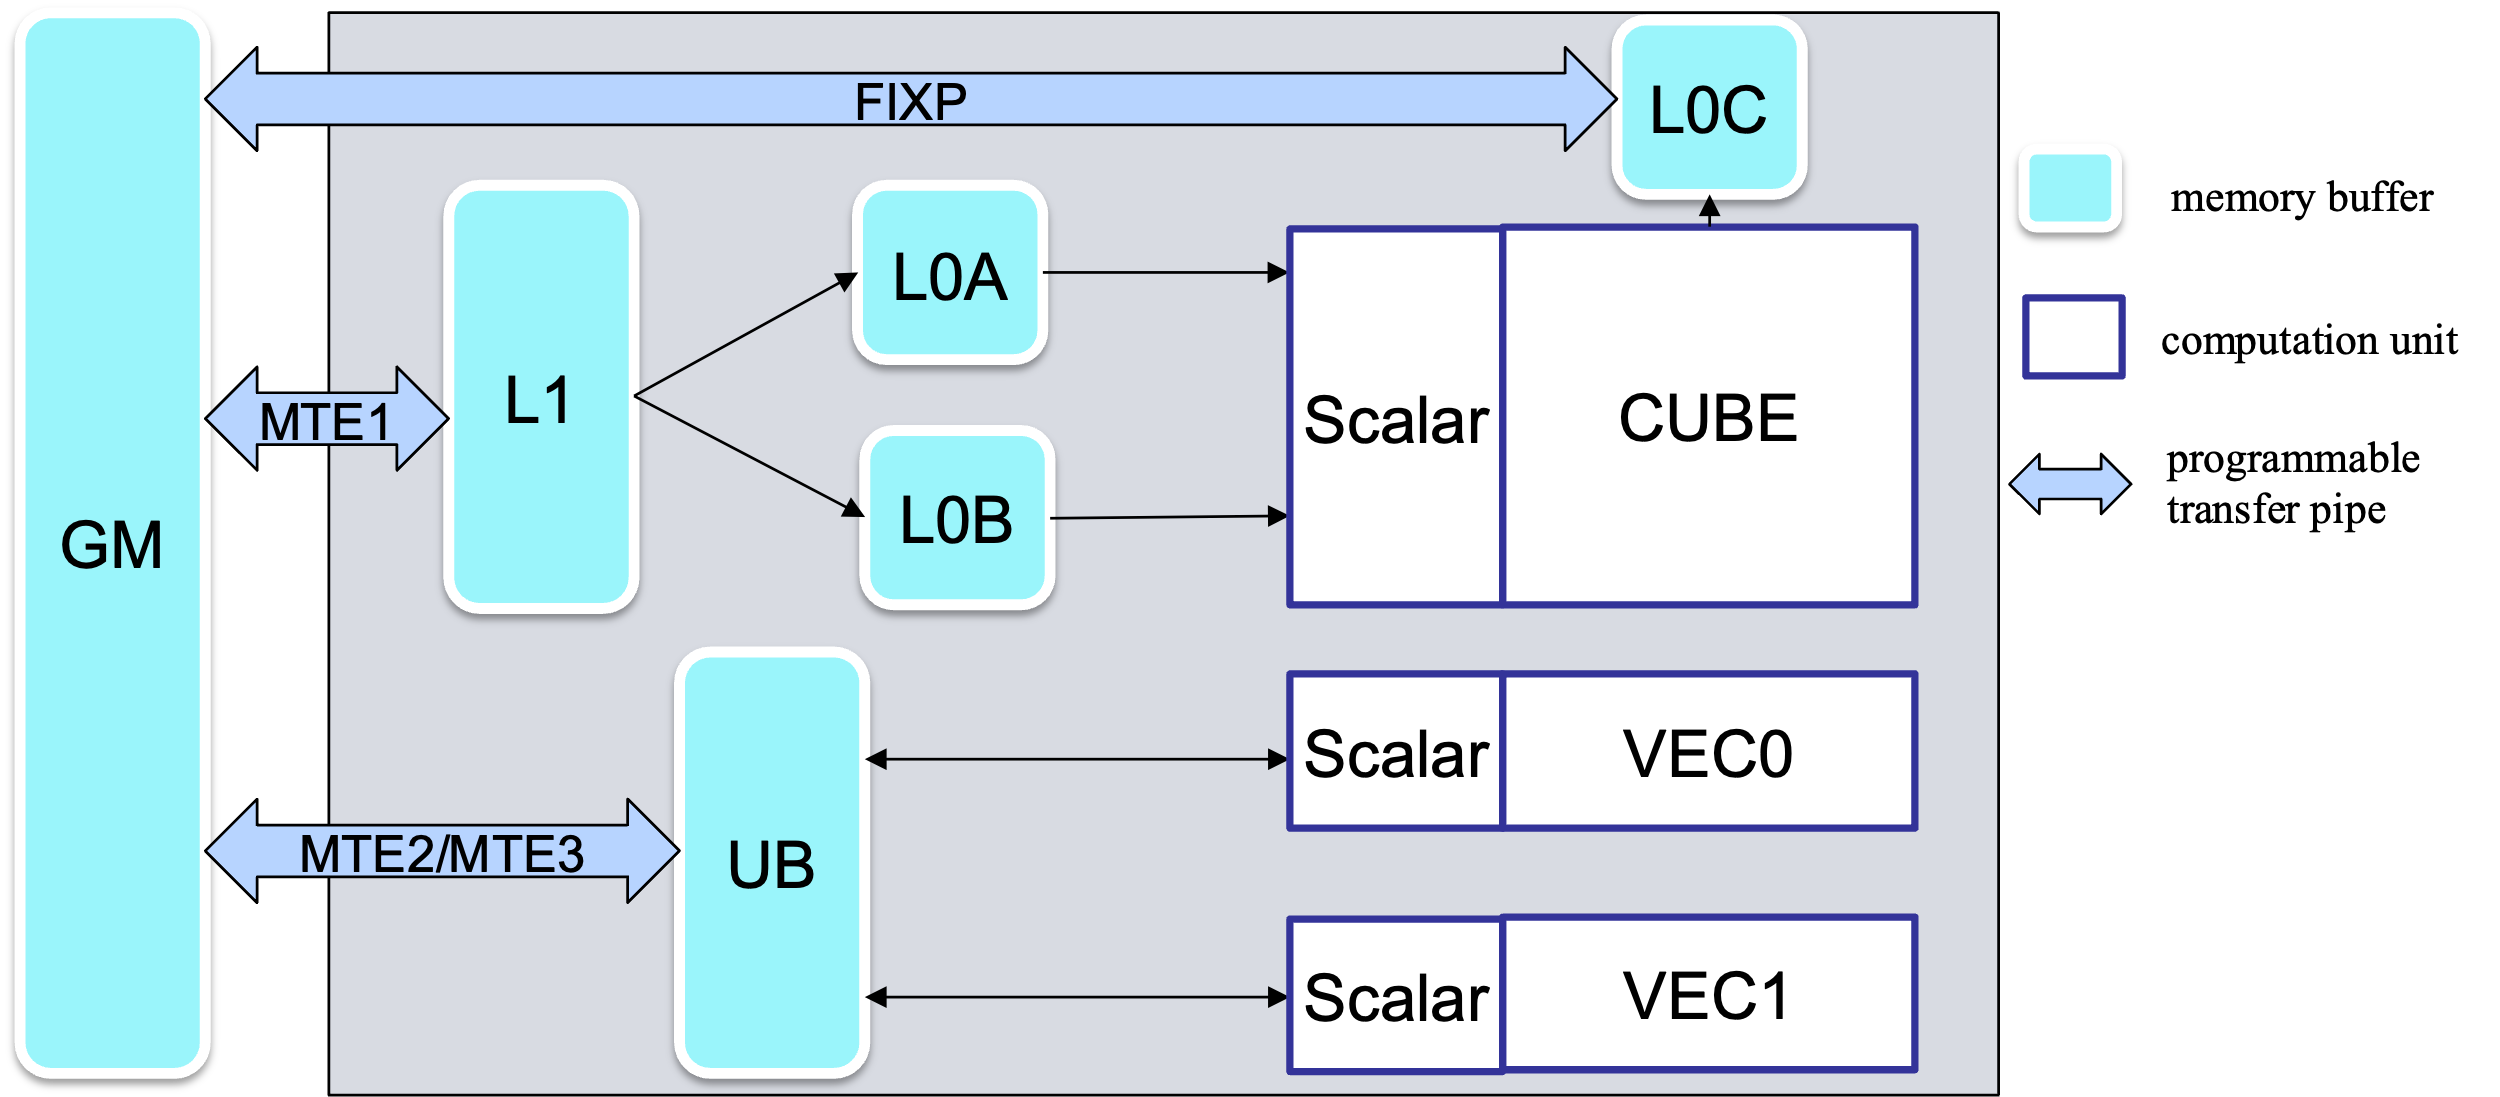 GM
FIXP
L0C
MTE1
L1
L0A
L0B
Scalar
CUBE
MTE2/MTE3
UB
Scalar
VEC0
Scalar
VEC1
memory buffer
computation unit
programmable
transfer pipe